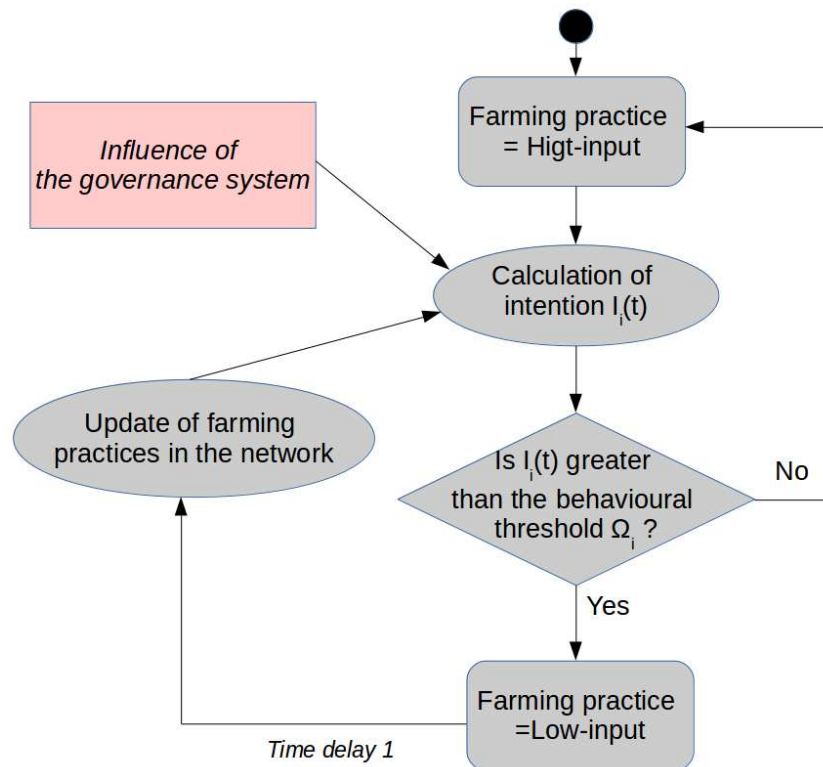 Farming practice
= Higt-input
Influence of
the governance system
Calculation of
intention I_i(t)
Update of farming
practices in the network
Is I_i(t) greater
than the behavioural
threshold Ω_i ?
No
Yes
Farming practice
=Low-input
Time delay 1